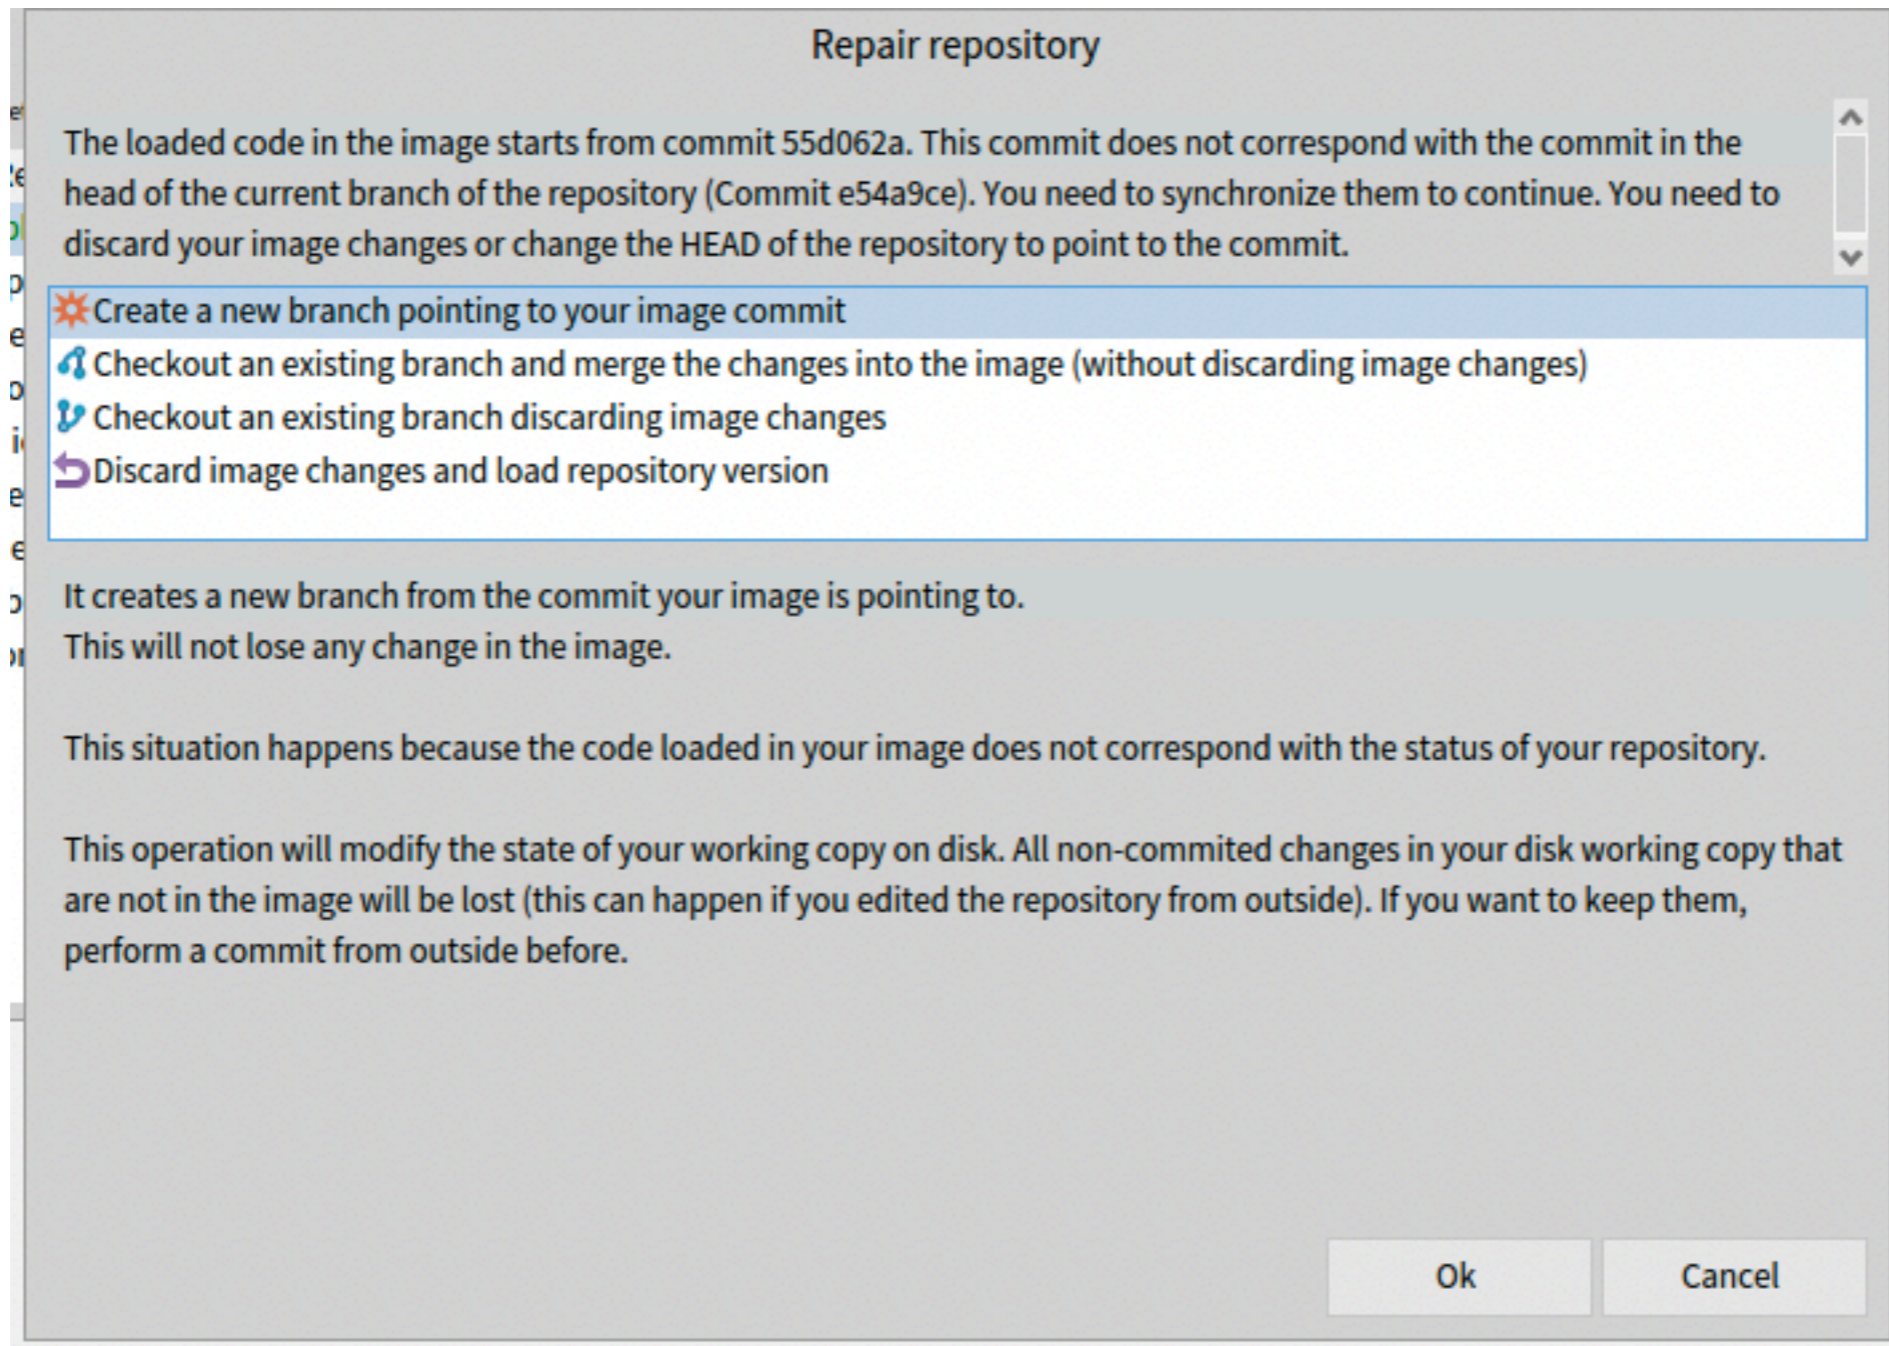 Repair repository
The loaded code in the image starts from commit 55d062a. This commit does not correspond with the commit in the
head of the current branch of the repository (Commit e54a9ce). You need to synchronize them to continue. You need to
discard your image changes or change the HEAD of the repository to point to the commit.
Create a new branch pointing to your image commit
Checkout an existing branch and merge the changes into the image (without discarding image changes)
Checkout an existing branch discarding image changes
Discard image changes and load repository version
It creates a new branch from the commit your image is pointing to.
This will not lose any change in the image.
This situation happens because the code loaded in your image does not correspond with the status of your repository.
This operation will modify the state of your working copy on disk. All non-commited changes in your disk working copy that
are not in the image will be lost (this can happen if you edited the repository from outside). If you want to keep them,
perform a commit from outside before.
Ok
Cancel